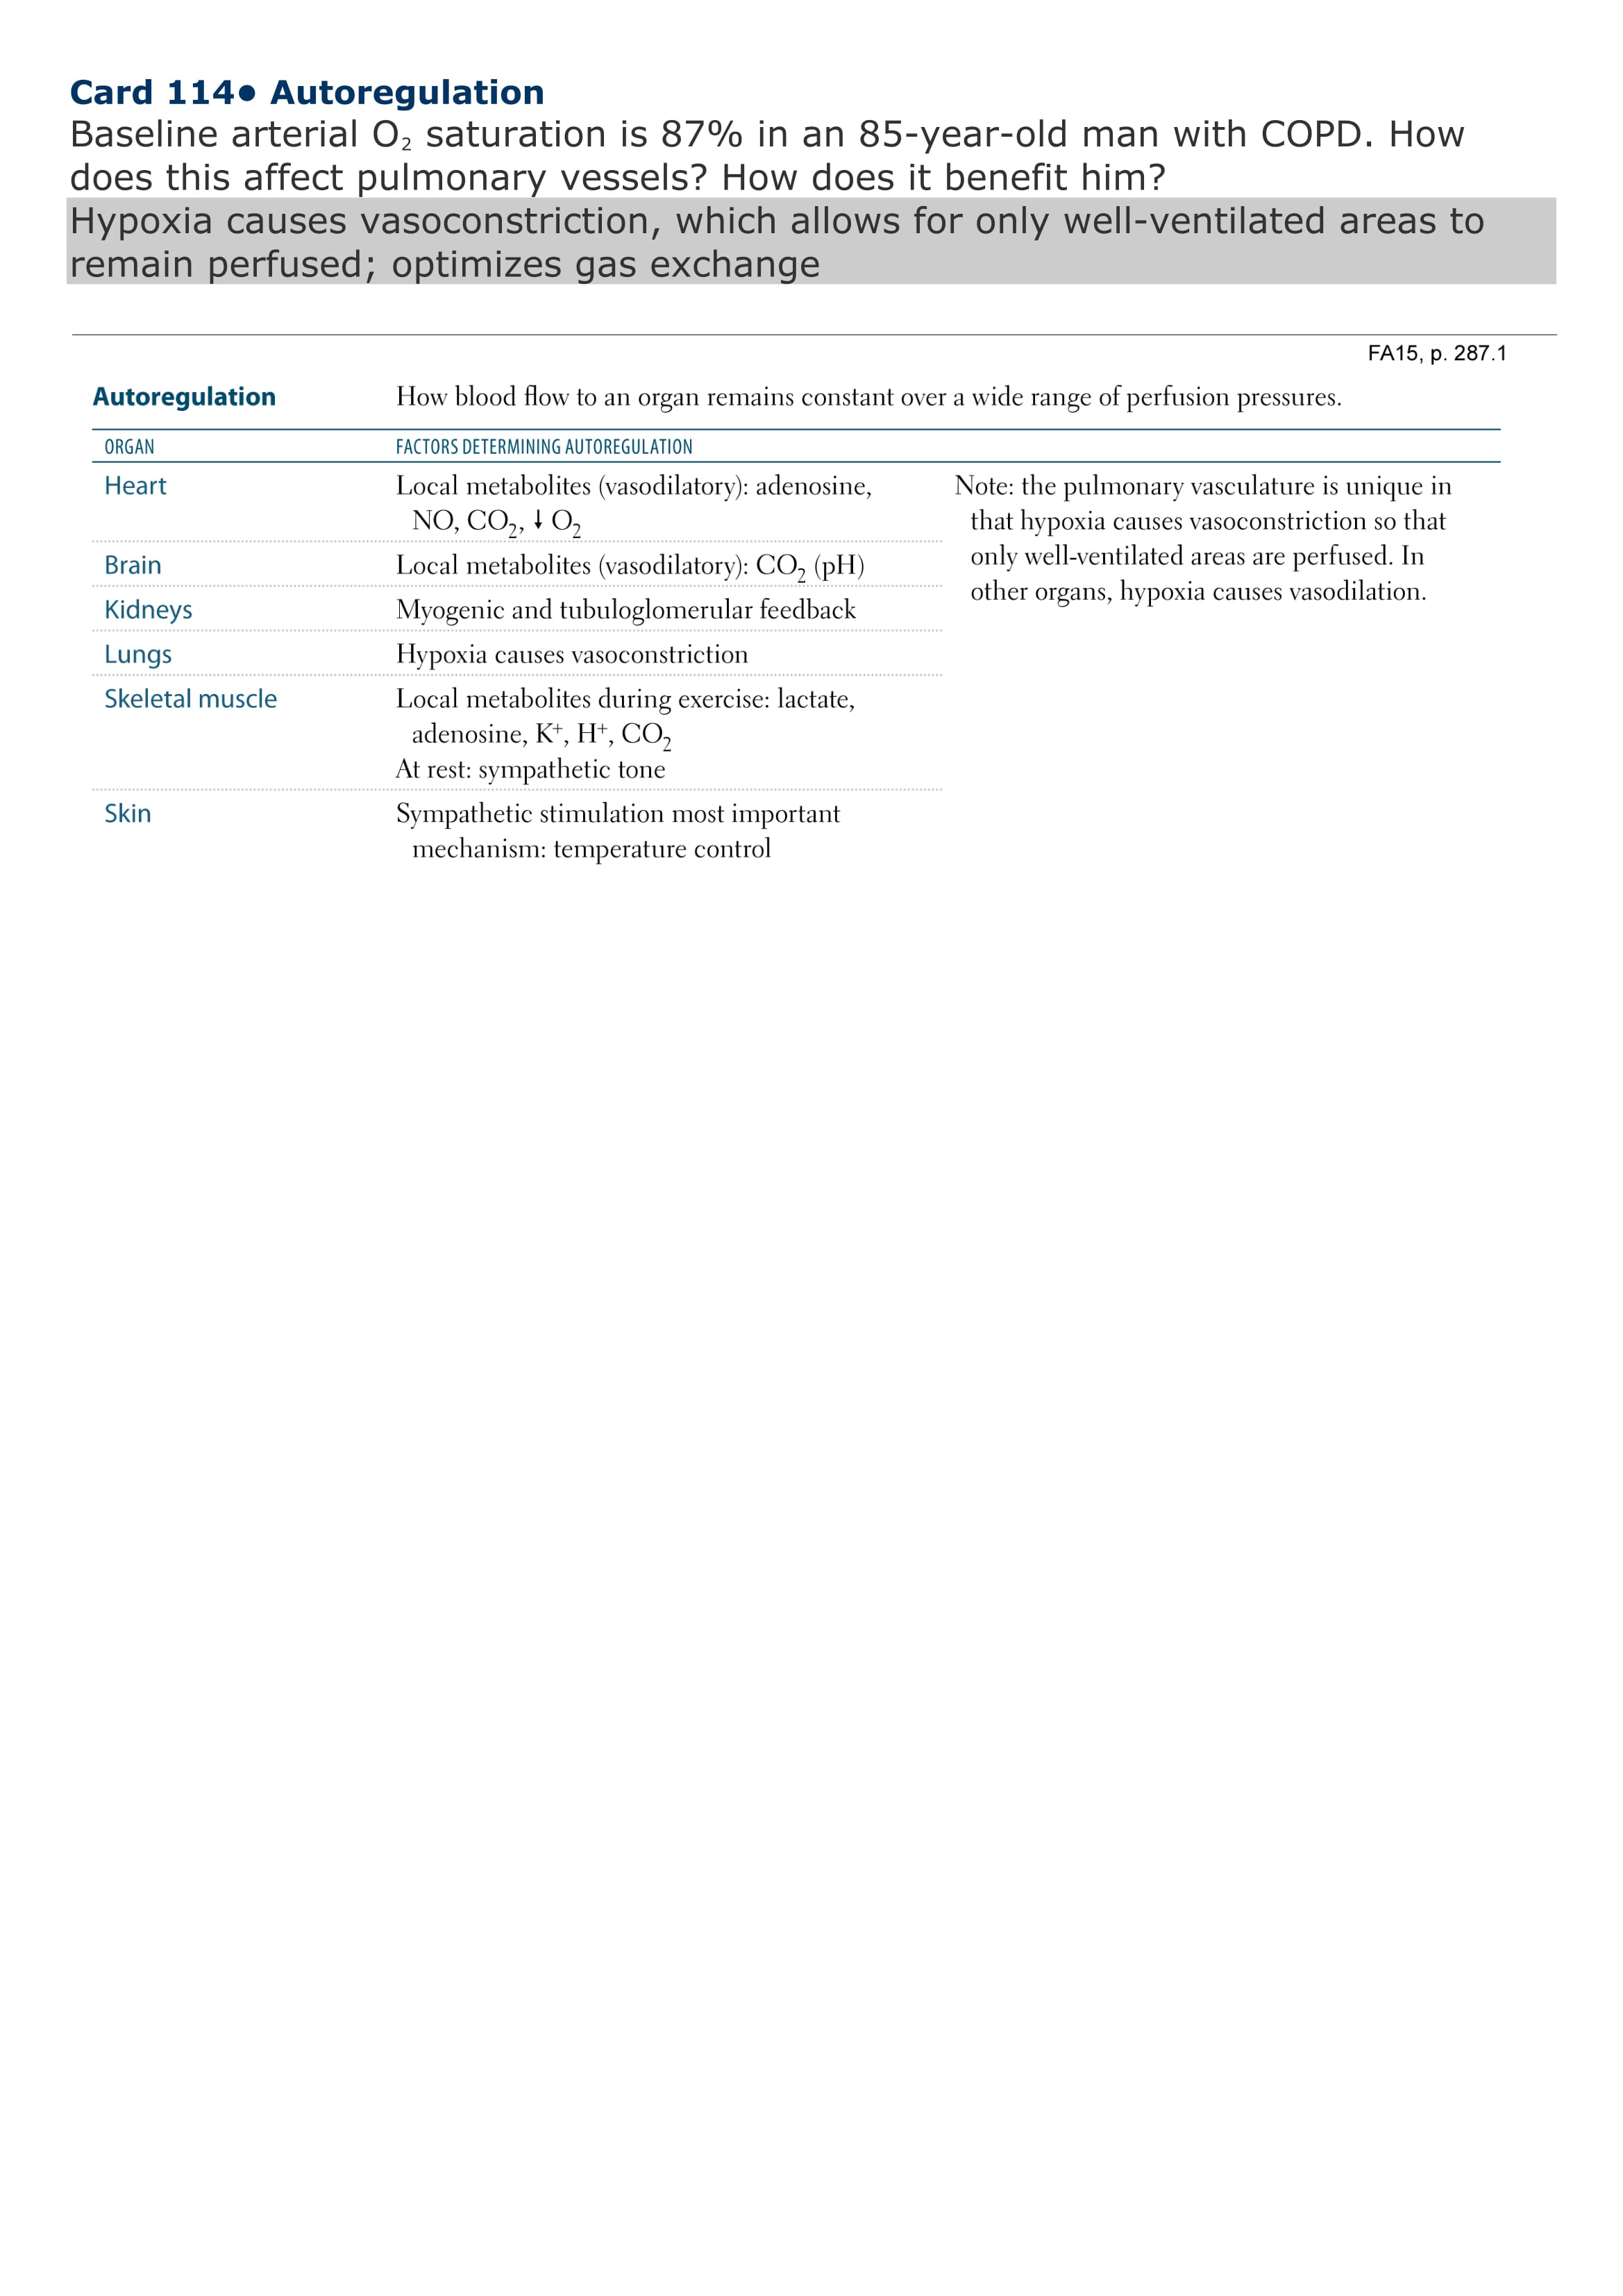 Card 114● Autoregulation
Baseline arterial O₂ saturation is 87% in an 85-year-old man with COPD. How
does this affect pulmonary vessels? How does it benefit him?
Hypoxia causes vasoconstriction, which allows for only well-ventilated areas to
remain perfused; optimizes gas exchange
FA15, p. 287.1
Autoregulation How blood flow to an organ remains constant over a wide range of perfusion pressures.
ORGAN FACTORS DETERMINING AUTOREGULATION
Heart Local metabolites (vasodilatory): adenosine,
NO, CO₂, ↓ O₂
Brain Local metabolites (vasodilatory): CO₂ (pH)
Kidneys Myogenic and tubuloglomerular feedback
Lungs Hypoxia causes vasoconstriction
Skeletal muscle Local metabolites during exercise: lactate,
adenosine, K⁺, H⁺, CO₂
At rest: sympathetic tone
Skin Sympathetic stimulation most important
mechanism: temperature control
Note: the pulmonary vasculature is unique in
that hypoxia causes vasoconstriction so that
only well-ventilated areas are perfused. In
other organs, hypoxia causes vasodilation.